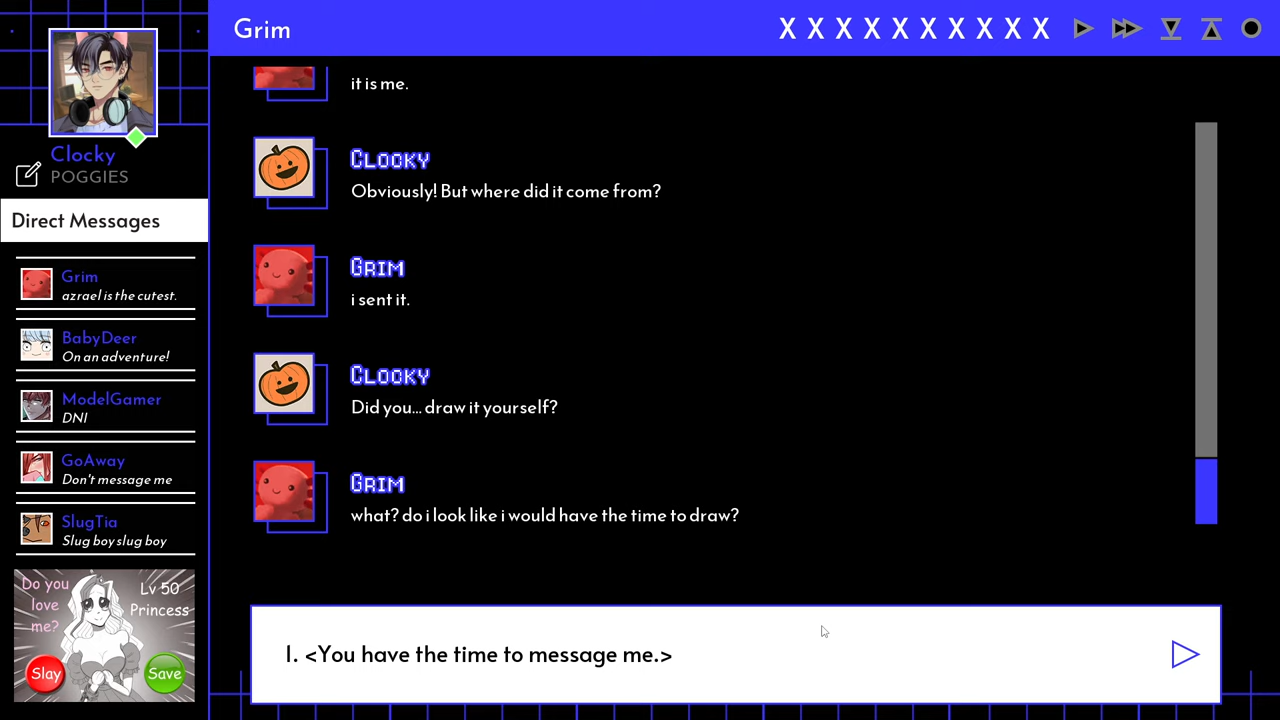 Grim
X X X X X X X X X X
Clocky
POGGIES
Direct Messages
Grim
azrael is the cutest.
BabyDeer
On an adventure!
ModelGamer
DNI
GoAway
Don't message me
SlugTia
Slug boy slug boy
Do you
love
me?
Lv 50
Princess
Slay
Save
it is me.
Clocky
Obviously! But where did it come from?
Grim
i sent it.
Clocky
Did you... draw it yourself?
Grim
what? do i look like i would have the time to draw?
1. <You have the time to message me.>